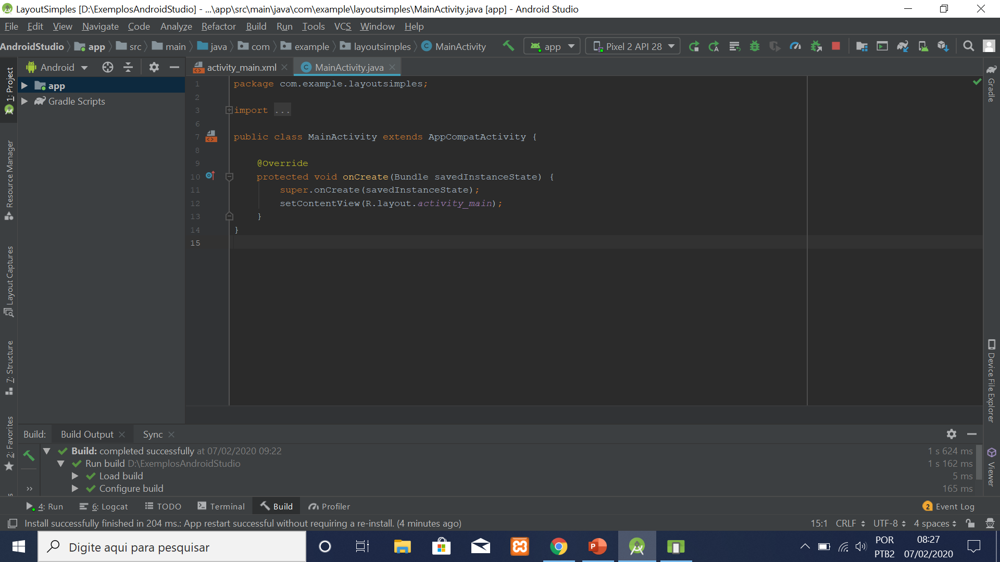 LayoutSimples [D:\ExemplosAndroidStudio] - ...\app\src\main\java\com\example\layoutsimples\MainActivity.java [app] - Android Studio
File Edit View Navigate Code Analyze Refactor Build Run Tools VCS Window Help
AndroidStudio app src main java com example layoutsimples MainActivity app Pixel 2 API 28
Android
activity_main.xml MainActivity.java
app
Gradle Scripts
1: Project
Resource Manager
Layout Captures
7: Structure
2: Favorites
1 package com.example.layoutsimples;
2
3 import ...
6
7 public class MainActivity extends AppCompatActivity {
8
9 @Override
10 protected void onCreate(Bundle savedInstanceState) {
11 super.onCreate(savedInstanceState);
12 setContentView(R.layout.activity_main);
13 }
14 }
15
Gradle
Device File Explorer
Viewer
Build: Build Output Sync
Build: completed successfully at 07/02/2020 09:22 1 s 624 ms
Run build D:\ExemplosAndroidStudio 1 s 162 ms
Load build 5 ms
Configure build 165 ms
4: Run 6: Logcat TODO Terminal Build Profiler 2 Event Log
Install successfully finished in 204 ms.: App restart successful without requiring a re-install. (4 minutes ago) 15:1 CRLF UTF-8 4 spaces
Digite aqui para pesquisar
POR 08:27
PTB2 07/02/2020